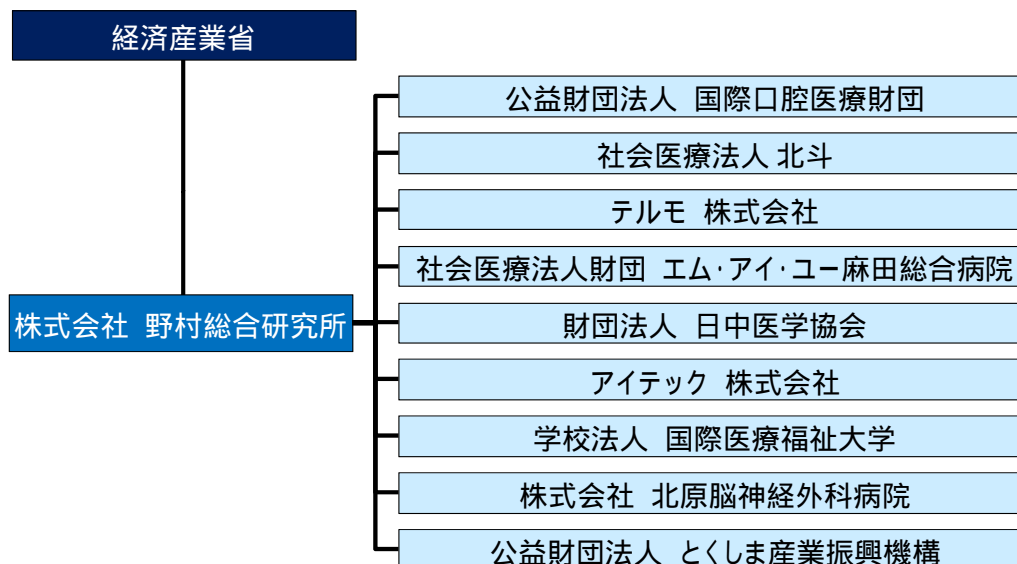 経済産業省
公益財団法人 国際口腔医療財団
社会医療法人 北斗
テルモ 株式会社
社会医療法人財団 エム・アイ・ユー麻田総合病院
株式会社 野村総合研究所
財団法人 日中医学協会
アイテック 株式会社
学校法人 国際医療福祉大学
株式会社 北原脳神経外科病院
公益財団法人 とくしま産業振興機構